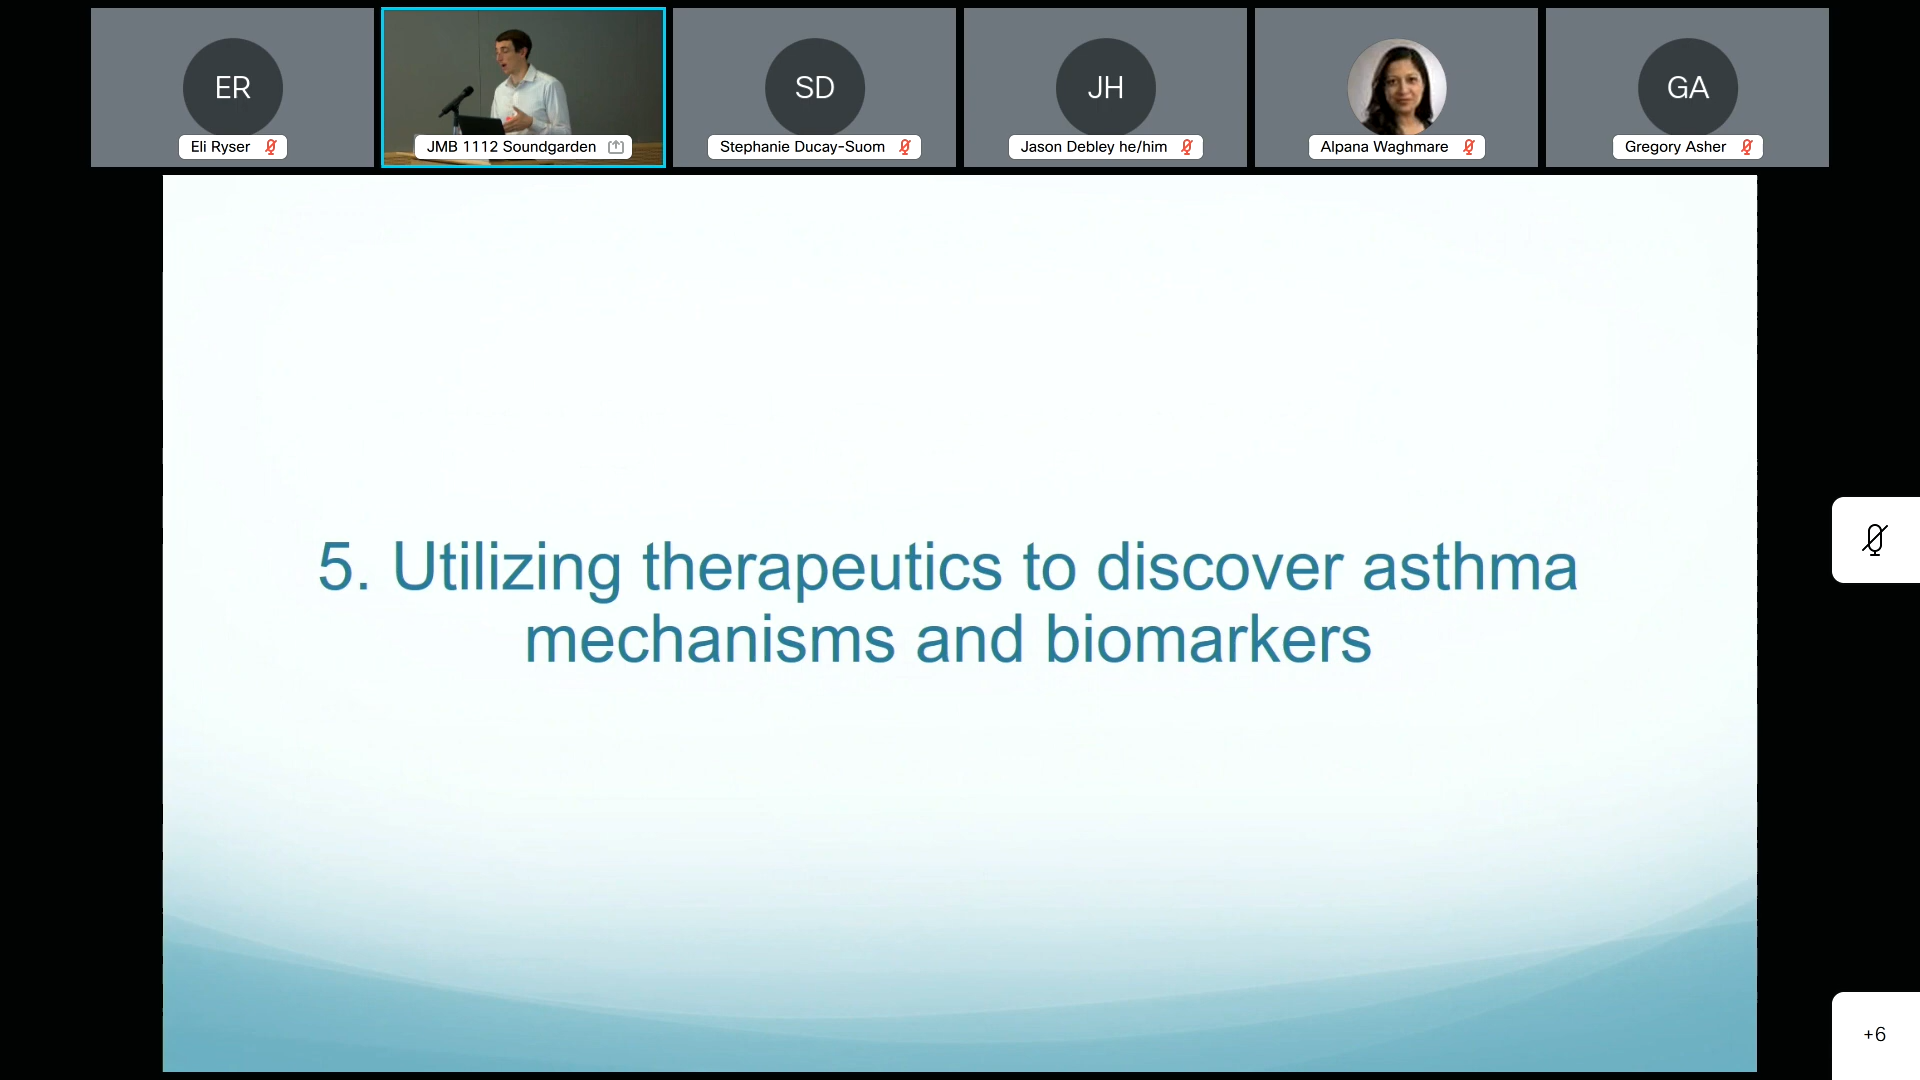 ER
Eli Ryser
JMB 1112 Soundgarden
SD
Stephanie Ducay-Suom
JH
Jason Debley he/him
Alpana Waghmare
GA
Gregory Asher
5. Utilizing therapeutics to discover asthma
mechanisms and biomarkers
+6